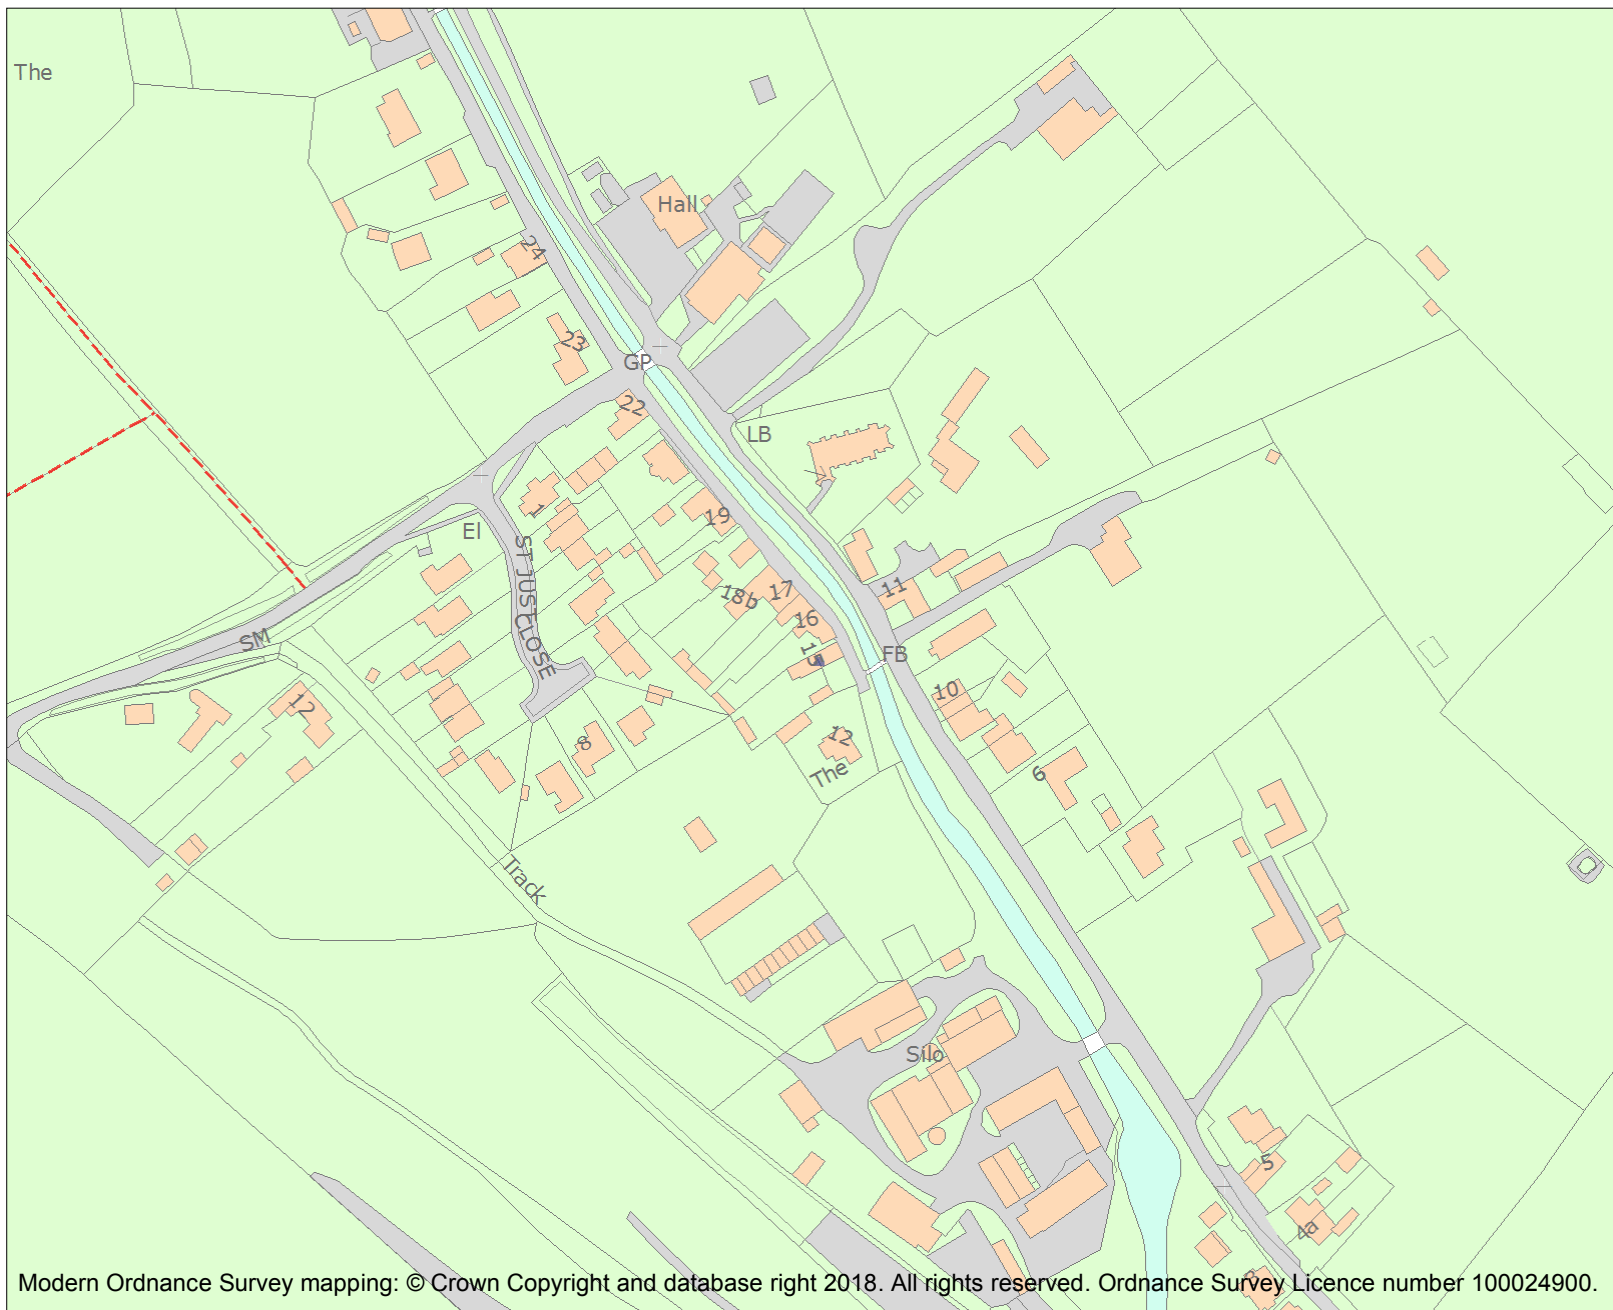 The
Hall
24
23
GP
22
LB
1
19
El
ST JUST CLOSE
18b
17
16
11
SM
FB
12
10
8
12
The
6
Track
Silo
5
4a
Modern Ordnance Survey mapping: © Crown Copyright and database right 2018. All rights reserved. Ordnance Survey Licence number 100024900.